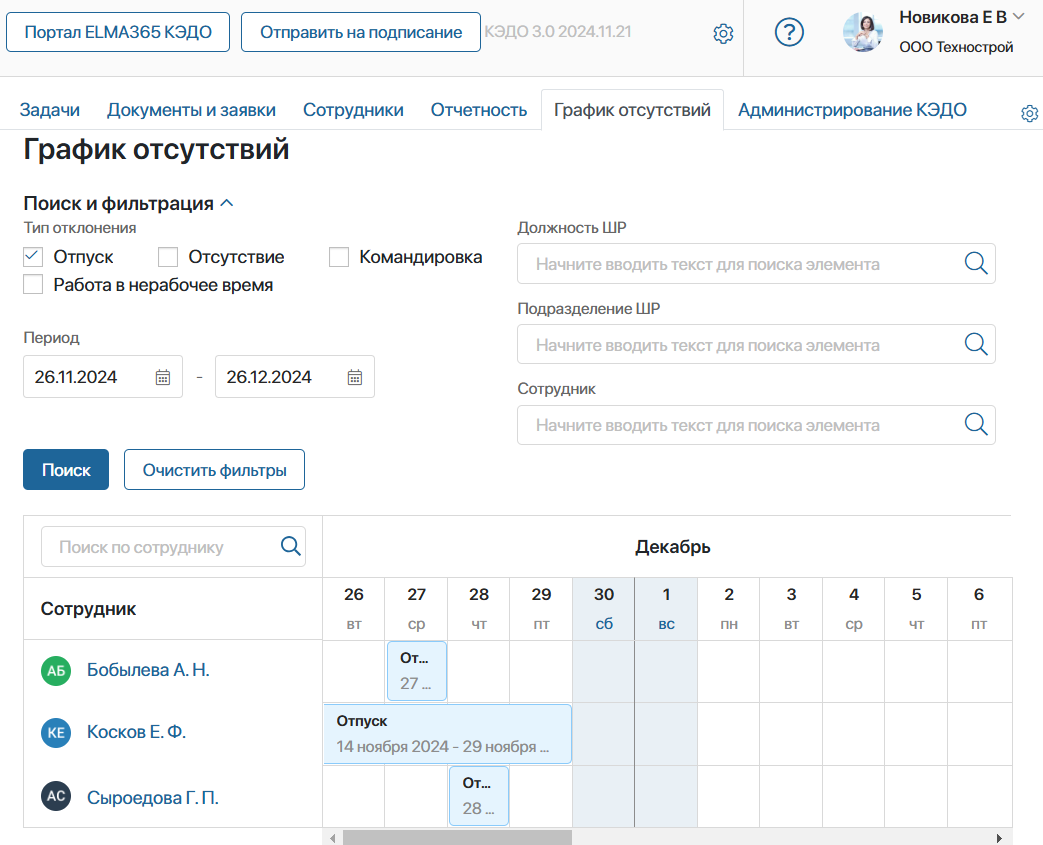 Портал ELMA365 КЭДО Отправить на подписание КЭДО 3.0 2024.11.21 ? Новикова Е В
ООО Технострой
Задачи Документы и заявки Сотрудники Отчетность График отсутствий Администрирование КЭДО
График отсутствий
Поиск и фильтрация
Тип отклонения
Отпуск Отсутствие Командировка
Работа в нерабочее время
Период
26.11.2024 - 26.12.2024
Должность ШР
Начните вводить текст для поиска элемента
Подразделение ШР
Начните вводить текст для поиска элемента
Сотрудник
Начните вводить текст для поиска элемента
Поиск Очистить фильтры
Поиск по сотруднику Декабрь
Сотрудник
26 27 28 29 30 1 2 3 4 5 6
вт ср чт пт сб вс пн вт ср чт пт
АБ Бобылева А. Н.
От...
27 ...
КЕ Косков Е. Ф.
Отпуск
14 ноября 2024 - 29 ноября ...
АС Сыроедова Г. П.
От...
28 ...